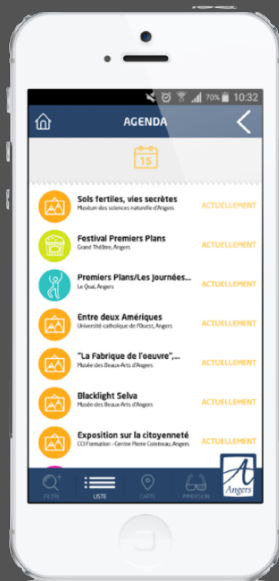 70% 10:32
AGENDA
15
Sols fertiles, vies secrètes
Muséum des sciences naturelle d'Angers
ACTUELLEMENT
Festival Premiers Plans
Grand Théâtre, Angers
ACTUELLEMENT
Premiers Plans/Les journées...
Le Quai, Angers
ACTUELLEMENT
Entre deux Amériques
Université catholique de l'Ouest, Angers
ACTUELLEMENT
"La Fabrique de l'oeuvre",...
Musée des Beaux-Arts d'Angers
ACTUELLEMENT
Blacklight Selva
Musée des Beaux-Arts d'Angers
ACTUELLEMENT
Exposition sur la citoyenneté
CCI Formation - Centre Pierre Cointreau, Angers
ACTUELLEMENT
A
Angers
FILTRE
LISTE
CARTE
IMMERSION